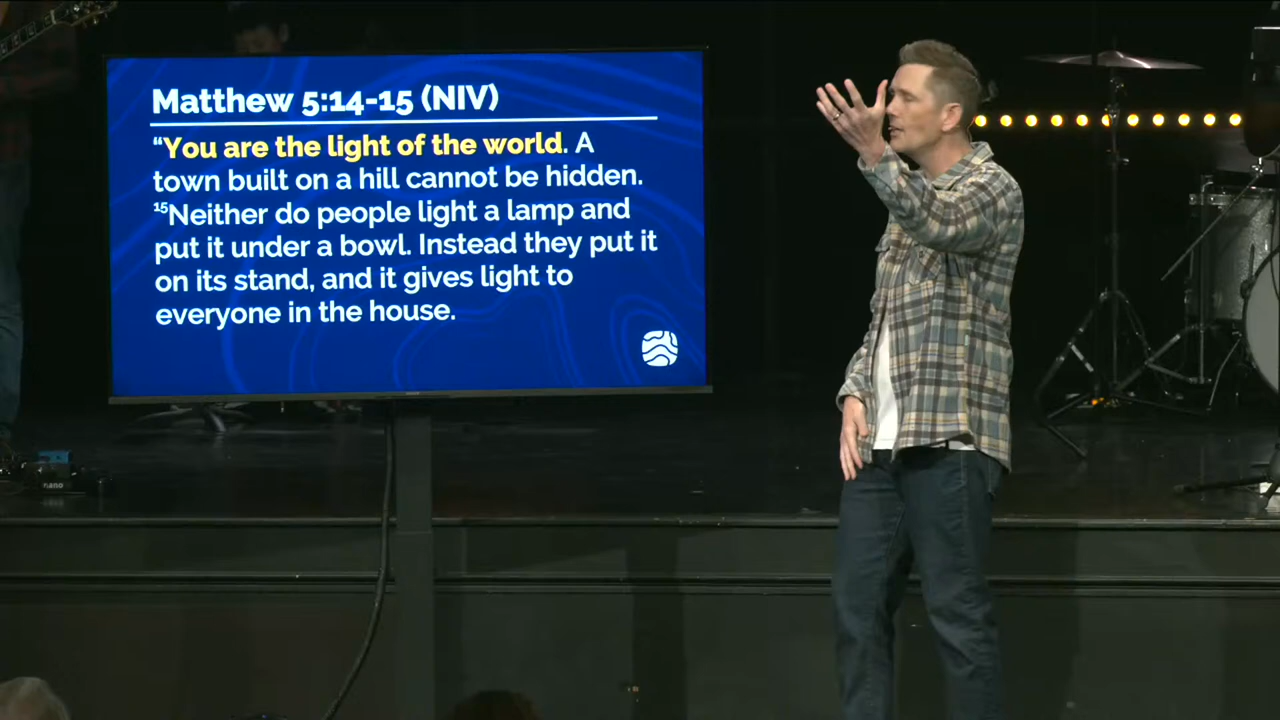 Matthew 5:14-15 (NIV)
“You are the light of the world. A
town built on a hill cannot be hidden.
¹⁵Neither do people light a lamp and
put it under a bowl. Instead they put it
on its stand, and it gives light to
everyone in the house.
nano